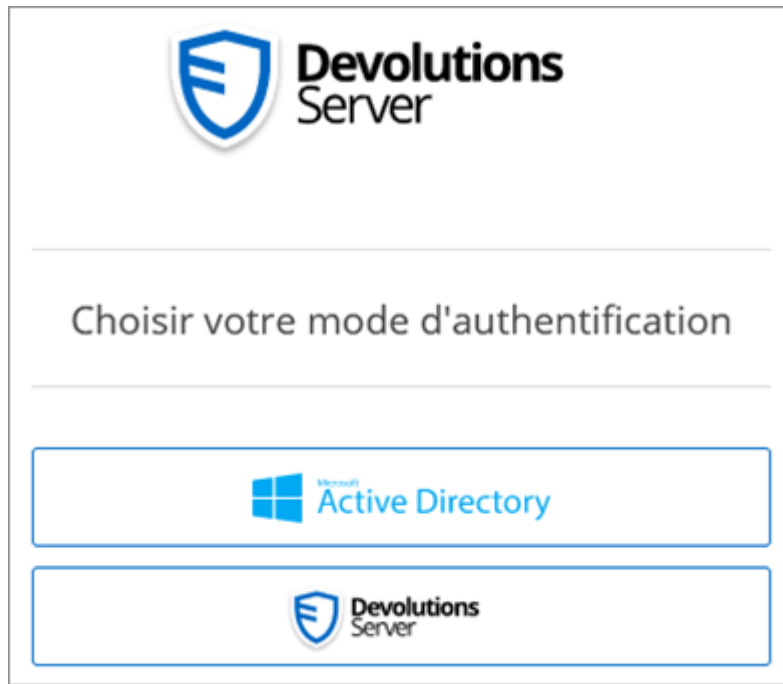 Devolutions
Server
Choisir votre mode d'authentification
Microsoft
Active Directory
Devolutions
Server